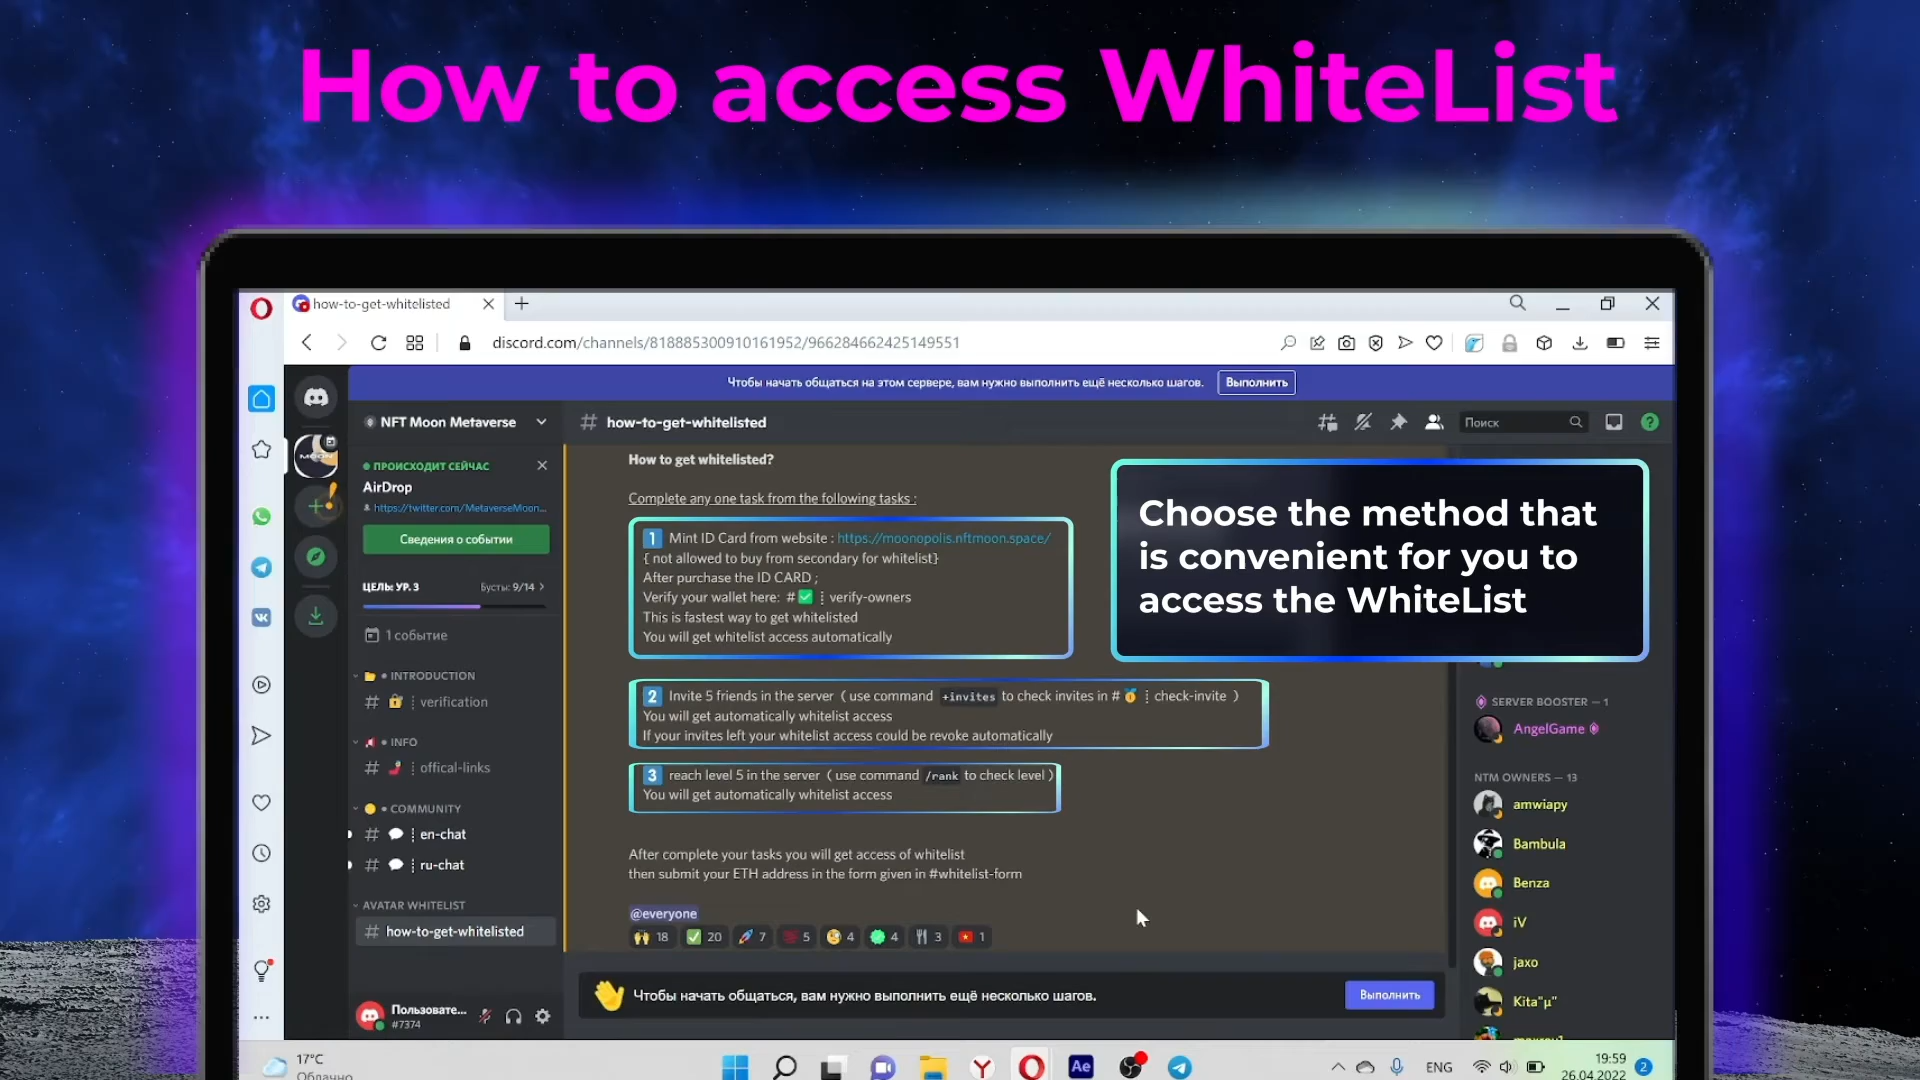 How to access WhiteList
how-to-get-whitelisted
discord.com/channels/818885300910161952/966284662425149551
Чтобы начать общаться на этом сервере, вам нужно выполнить ещё несколько шагов.
Выполнить
NFT Moon Metaverse
# how-to-get-whitelisted
Поиск
ПРОИСХОДИТ СЕЙЧАС
AirDrop
https://twitter.com/MetaverseMoon...
Сведения о событии
ЦЕЛЬ: УР. 3
Бусты: 9/14
1 событие
INTRODUCTION
# 🔒 ⋮ verification
INFO
# ⋮ offical-links
COMMUNITY
# 💬 ⋮ en-chat
# 💬 ⋮ ru-chat
AVATAR WHITELIST
# how-to-get-whitelisted
Пользовате...
#7374
How to get whitelisted?
Complete any one task from the following tasks :
1 Mint ID Card from website : https://moonopolis.nftmoon.space/
{ not allowed to buy from secondary for whitelist}
After purchase the ID CARD ;
Verify your wallet here: #✅ ⋮ verify-owners
This is fastest way to get whitelisted
You will get whitelist access automatically
2 Invite 5 friends in the server ( use command +invites to check invites in #🥇 ⋮ check-invite )
You will get automatically whitelist access
If your invites left your whitelist access could be revoke automatically
3 reach level 5 in the server ( use command /rank to check level )
You will get automatically whitelist access
After complete your tasks you will get access of whitelist
then submit your ETH address in the form given in #whitelist-form
@everyone
18 20 7 5 4 4 3 1
Чтобы начать общаться, вам нужно выполнить ещё несколько шагов.
Выполнить
Choose the method that
is convenient for you to
access the WhiteList
SERVER BOOSTER — 1
AngelGame
NTM OWNERS — 13
amwiapy
Bambula
Benza
iV
jaxo
Kita"μ"
MOON
17°C
Облачно
Ae
ENG
19:59
26.04.2022
2